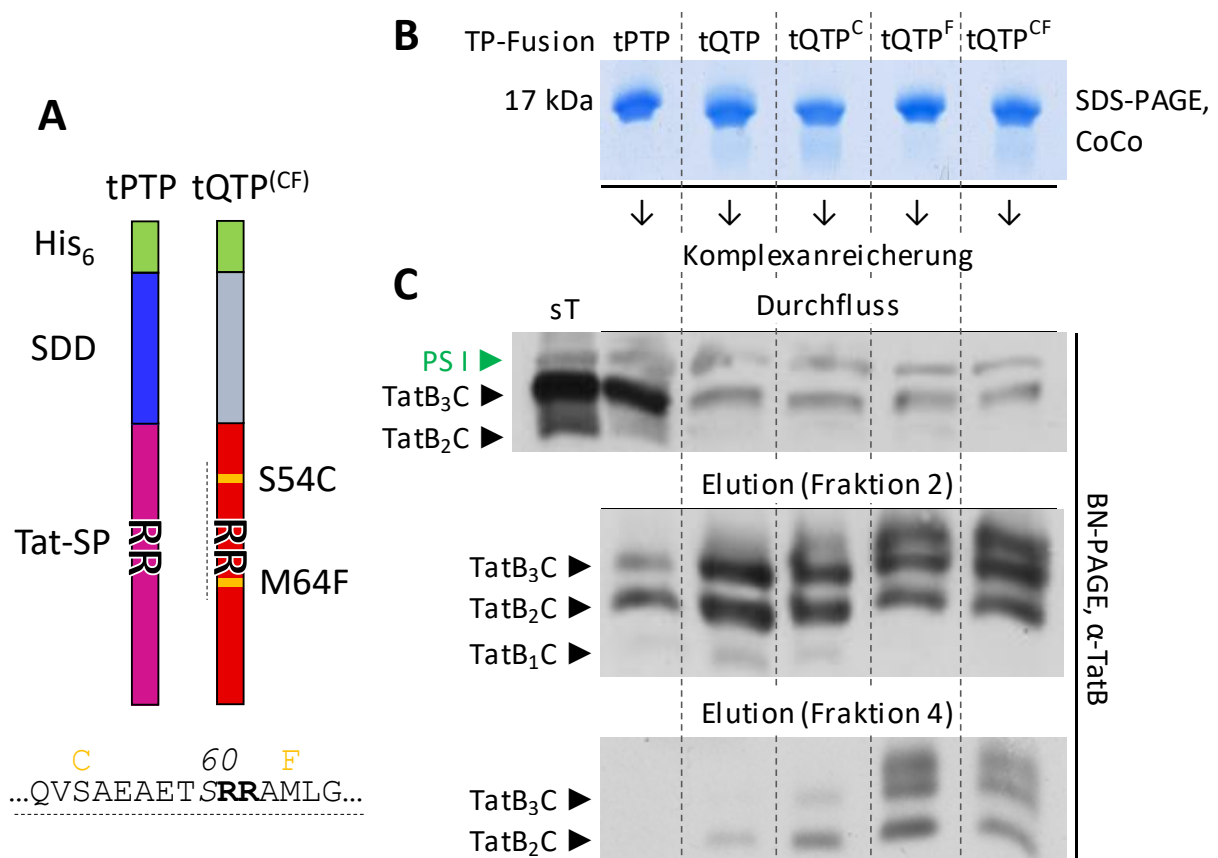 A
tPTP tQTP(CF)
His6
SDD
Tat-SP
RR
RR
S54C
M64F
C 60 F
...QVSAEAETSRRAMLG...
B
TP-Fusion tPTP tQTP tQTPC tQTPF tQTPCF
17 kDa
SDS-PAGE,
CoCo
↓ ↓ ↓ ↓ ↓
Komplexanreicherung
C
sT Durchfluss
PS I ►
TatB3C ►
TatB2C ►
Elution (Fraktion 2)
TatB3C ►
TatB2C ►
TatB1C ►
Elution (Fraktion 4)
TatB3C ►
TatB2C ►
BN-PAGE, α-TatB